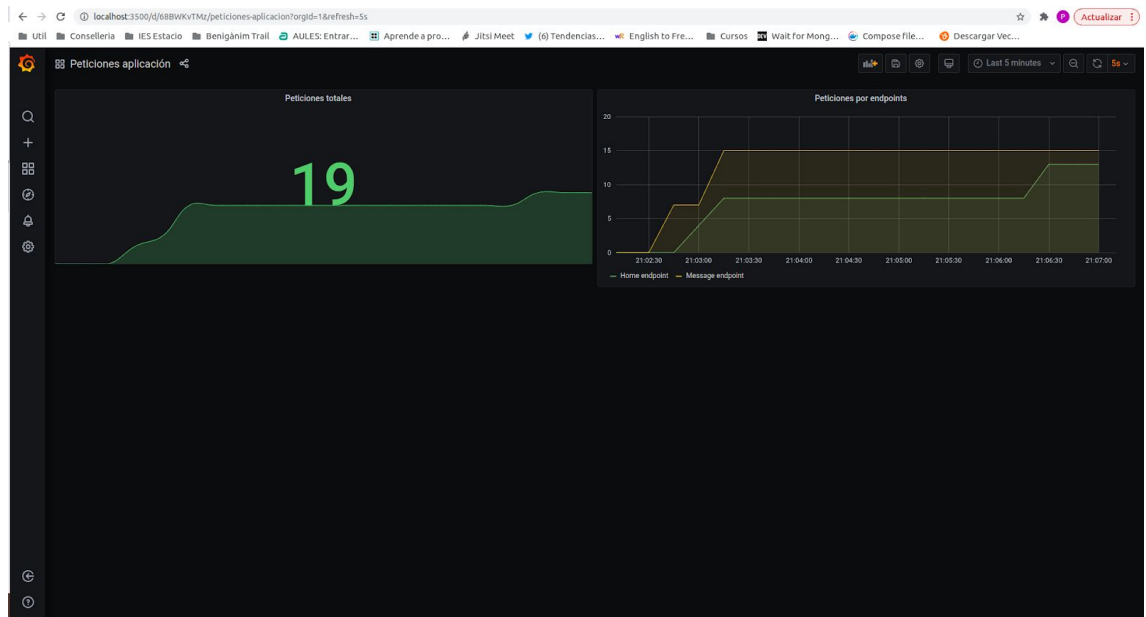 localhost:3500/d/68BWKvTMz/peticiones-aplicacion?orgId=1&refresh=5s P Actualizar
Util Conselleria IES Estacio Benigànim Trail AULES: Entrar... Aprende a pro... Jitsi Meet (6) Tendencias... WR English to Fre... Cursos DEV Wait for Mong... Compose file... Descargar Vec...
Peticiones aplicación Last 5 minutes 5s
Peticiones totales
19
Peticiones por endpoints
20
15
10
5
0
21:02:30 21:03:00 21:03:30 21:04:00 21:04:30 21:05:00 21:05:30 21:06:00 21:06:30 21:07:00
Home endpoint Message endpoint